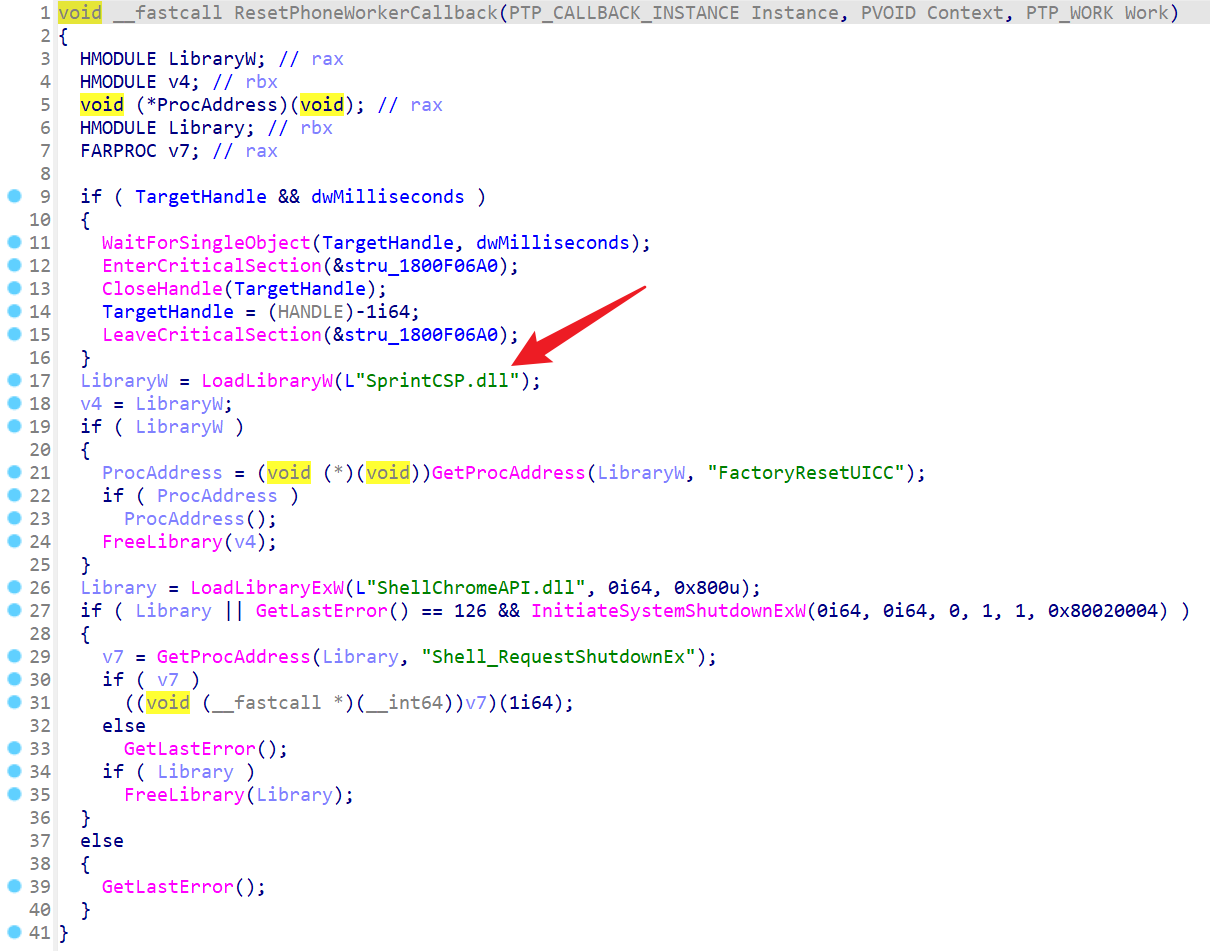 1 void __fastcall ResetPhoneWorkerCallback(PTP_CALLBACK_INSTANCE Instance, PVOID Context, PTP_WORK Work)
2 {
3 HMODULE LibraryW; // rax
4 HMODULE v4; // rbx
5 void (*ProcAddress)(void); // rax
6 HMODULE Library; // rbx
7 FARPROC v7; // rax
8
9 if ( TargetHandle && dwMilliseconds )
10 {
11 WaitForSingleObject(TargetHandle, dwMilliseconds);
12 EnterCriticalSection(&stru_1800F06A0);
13 CloseHandle(TargetHandle);
14 TargetHandle = (HANDLE)-1i64;
15 LeaveCriticalSection(&stru_1800F06A0);
16 }
17 LibraryW = LoadLibraryW(L"SprintCSP.dll");
18 v4 = LibraryW;
19 if ( LibraryW )
20 {
21 ProcAddress = (void (*)(void))GetProcAddress(LibraryW, "FactoryResetUICC");
22 if ( ProcAddress )
23 ProcAddress();
24 FreeLibrary(v4);
25 }
26 Library = LoadLibraryExW(L"ShellChromeAPI.dll", 0i64, 0x800u);
27 if ( Library || GetLastError() == 126 && InitiateSystemShutdownExW(0i64, 0i64, 0, 1, 1, 0x80020004) )
28 {
29 v7 = GetProcAddress(Library, "Shell_RequestShutdownEx");
30 if ( v7 )
31 ((void (__fastcall *)(__int64))v7)(1i64);
32 else
33 GetLastError();
34 if ( Library )
35 FreeLibrary(Library);
36 }
37 else
38 {
39 GetLastError();
40 }
41 }